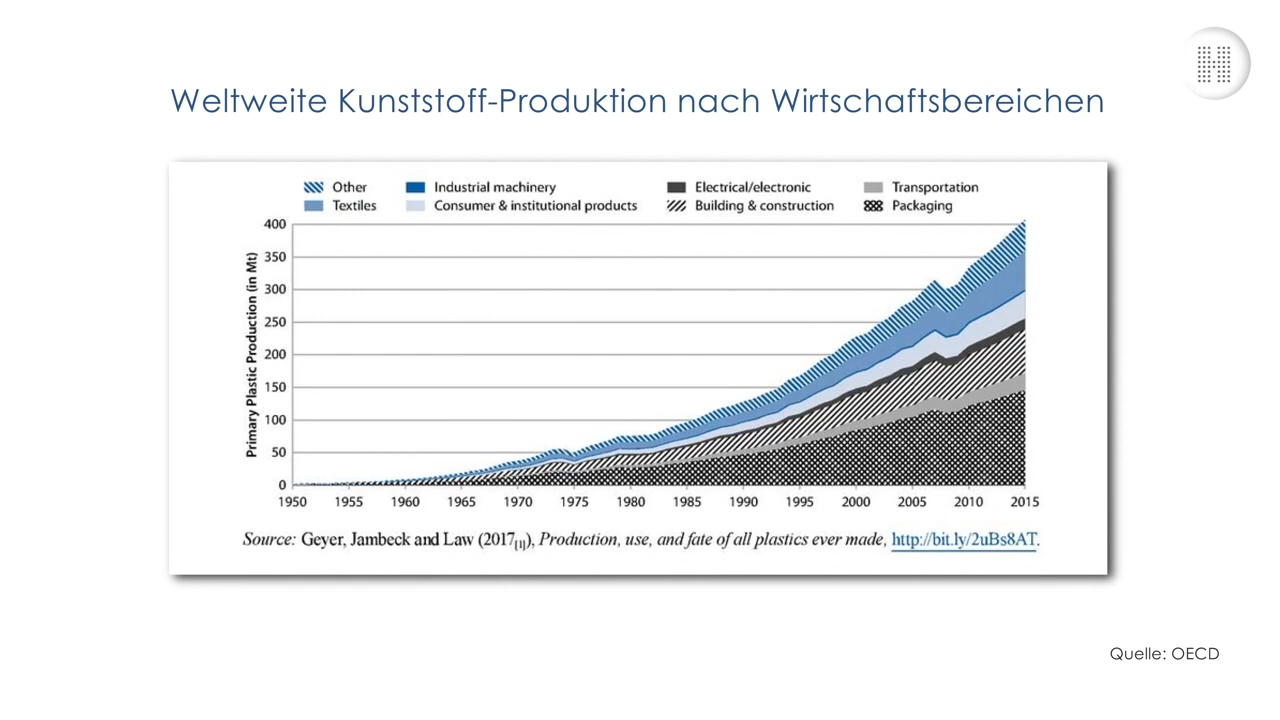 Weltweite Kunststoff-Produktion nach Wirtschaftsbereichen
Other
Industrial machinery
Electrical/electronic
Transportation
Textiles
Consumer & institutional products
Building & construction
Packaging
Primary Plastic Production (in Mt)
400
350
300
250
200
150
100
50
0
1950 1955 1960 1965 1970 1975 1980 1985 1990 1995 2000 2005 2010 2015
Source: Geyer, Jambeck and Law (2017[1]), Production, use, and fate of all plastics ever made, http://bit.ly/2uBs8AT.
Quelle: OECD
H